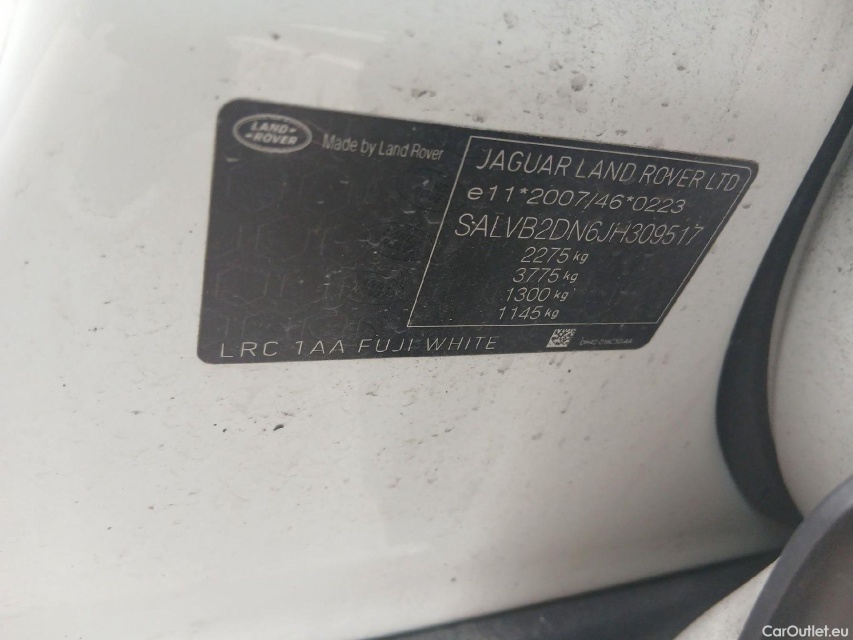 LAND-
-ROVER
Made by Land Rover
JAGUAR LAND ROVER LTD
e11*2007/46*0223
SALVB2DN6JH309517
2275 kg
3775 kg
1300 kg
1145 kg
LRC 1AA FUJI WHITE
CarOutlet.eu